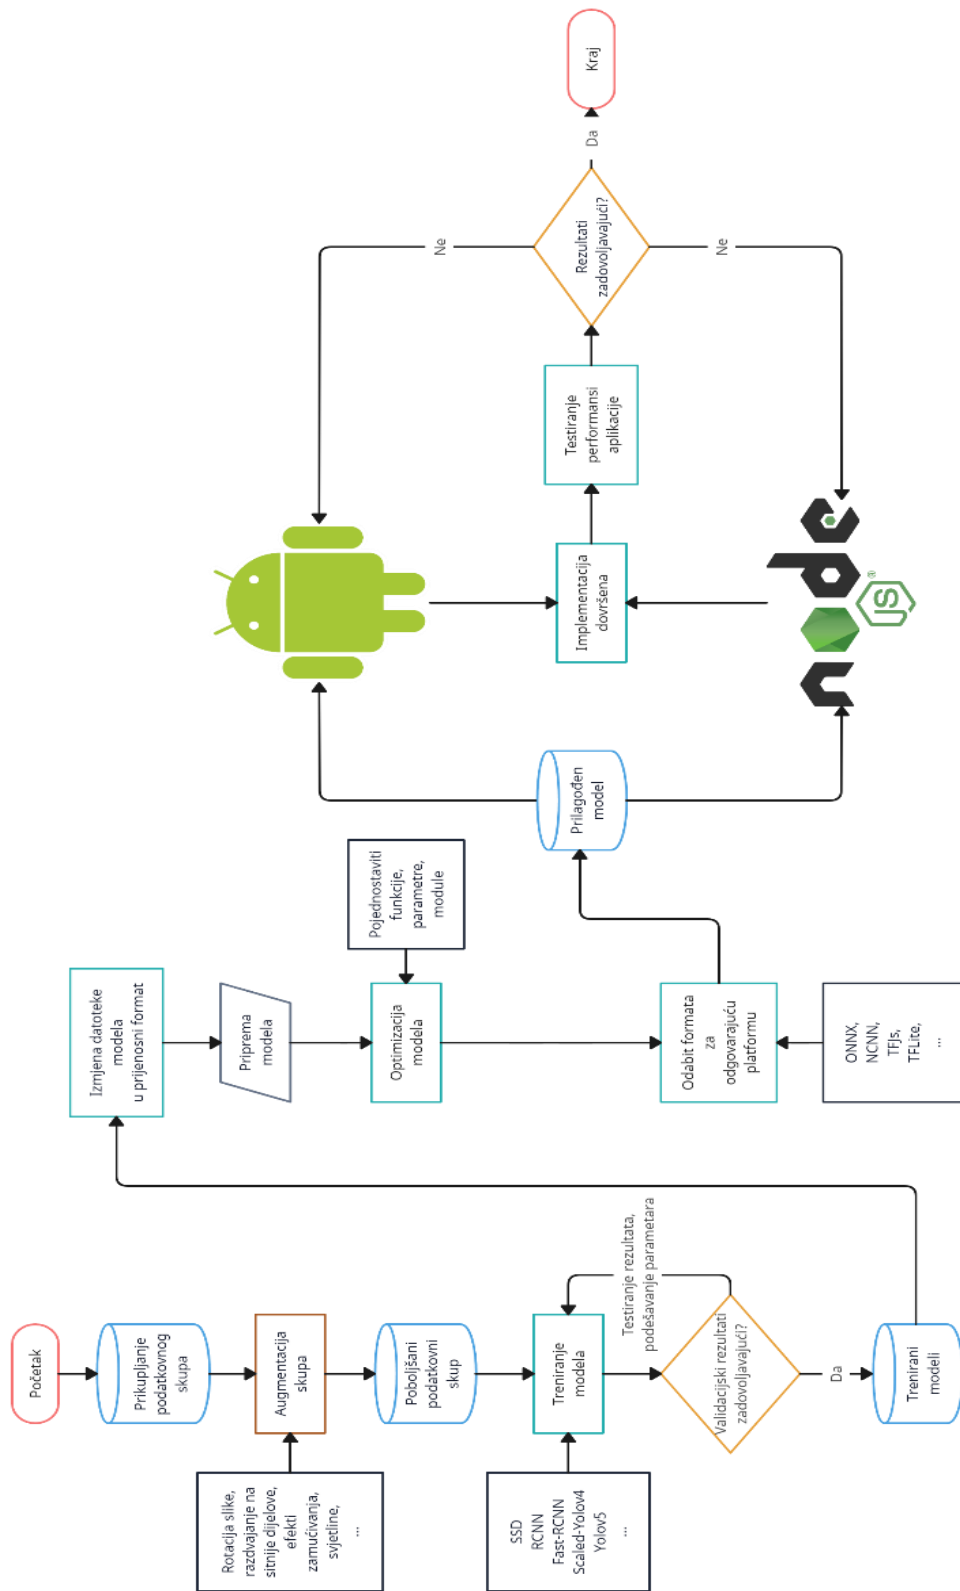 Početak
Prikupljanje
podatkovnog
skupa
Rotacija slike,
razdvajanje na
sitnije dijelove,
efekti
zamućivanja,
svjetline,
...
Augmentacija
skupa
Poboljšani
podatkovni
skup
SSD
RCNN
Fast-RCNN
Scaled-Yolov4
Yolov5
...
Treniranje
modela
Testiranje rezultata,
podešavanje parametara
Validacijski rezultati
zadovoljavajući?
Da
Trenirani
modeli
Izmjena datoteke
modela
u prijenosni format
Priprema
modela
Pojednostaviti
funkcije,
parametre,
module
Optimizacija
modela
Odabit formata
za
odgovarajuću
platformu
ONNX,
NCNN,
TFJs,
TFLite,
...
Prilagođen
model
node
JS
®
Implementacija
dovršena
Testiranje
performansi
aplikacije
Rezultati
zadovoljavajući?
Ne
Ne
Da
Kraj